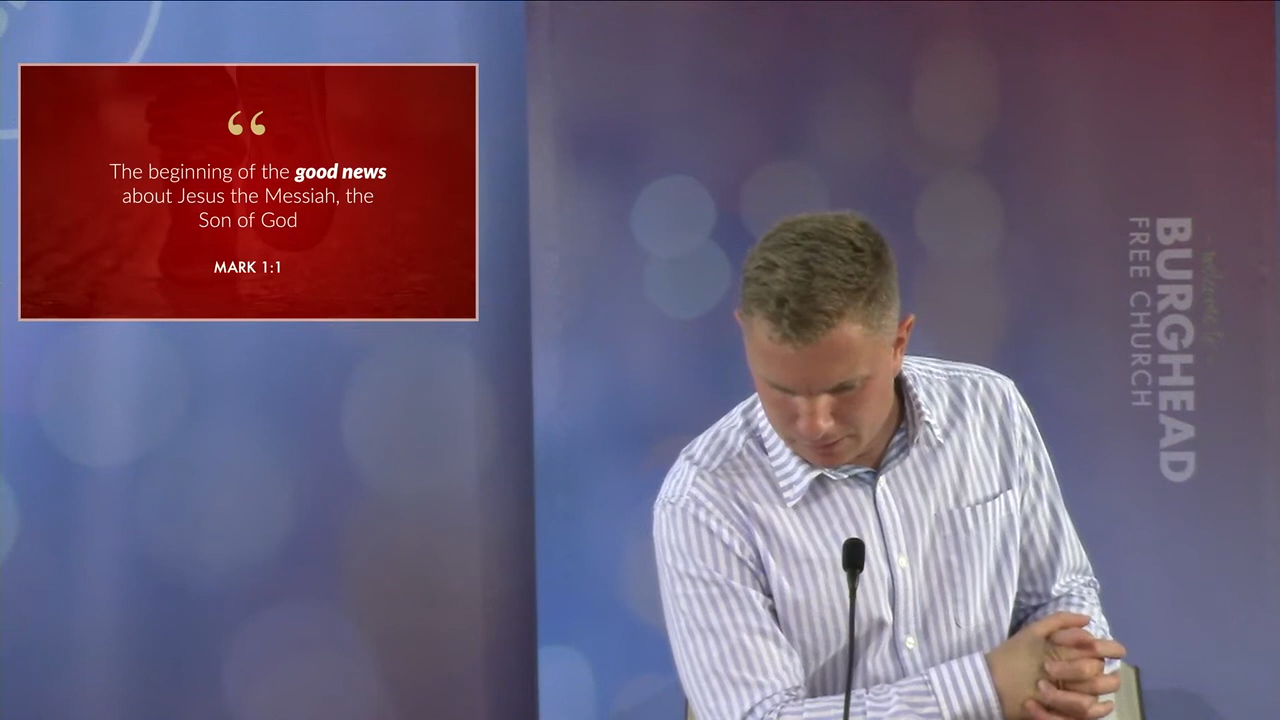 “
The beginning of the good news
about Jesus the Messiah, the
Son of God
MARK 1:1
welcome to
BURGHEAD
FREE CHURCH